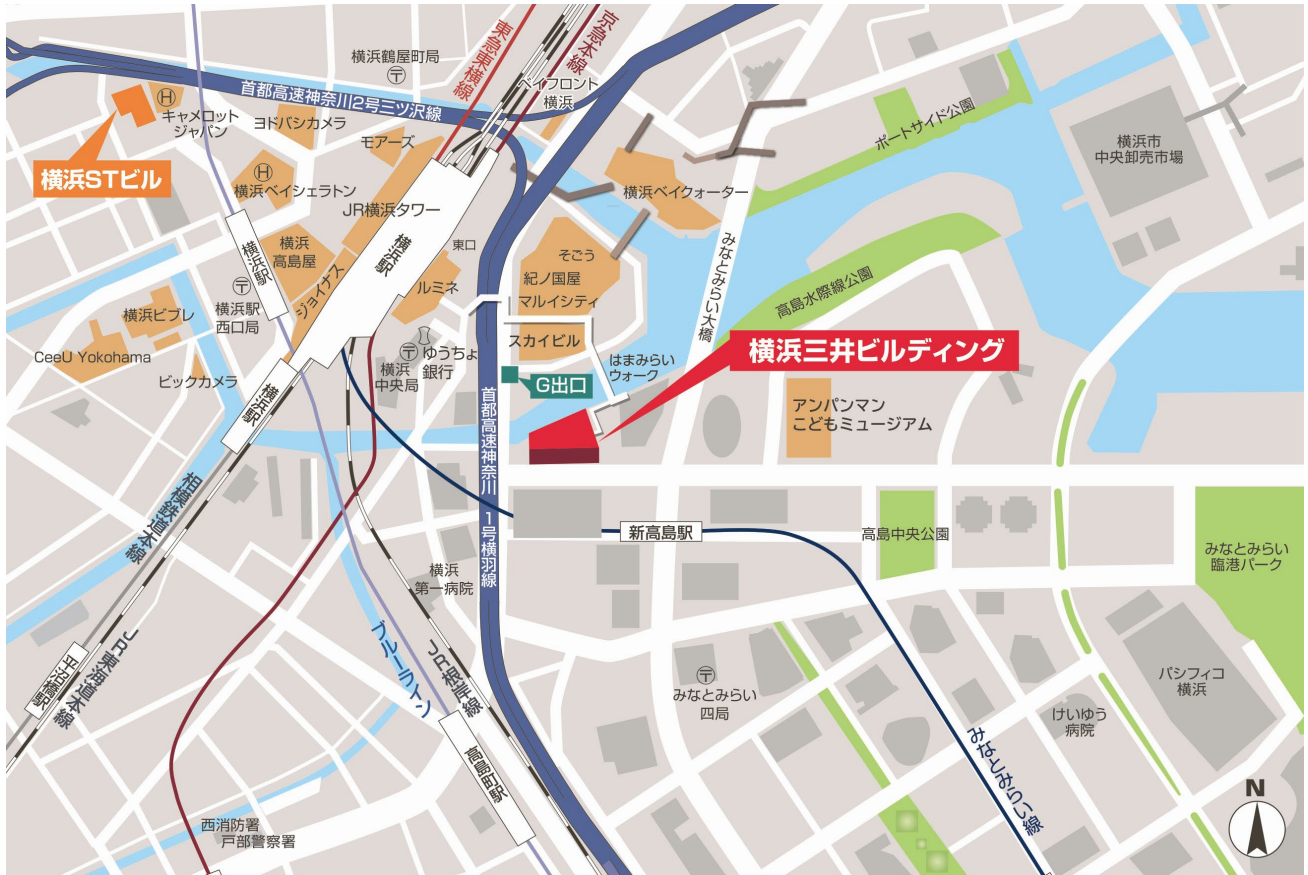 横浜鶴屋町局
東急東横線
京急本線
ベイフロント
横浜
首都高速神奈川2号三ツ沢線
キャメロット
ジャパン
ヨドバシカメラ
モアーズ
横浜STビル
横浜ベイシェラトン
JR横浜タワー
横浜駅
横浜
高島屋
ジョイナス
横浜駅
東口
ルミネ
横浜駅
西口局
横浜ビブレ
CeeU Yokohama
ビックカメラ
横浜駅
横浜
中央局
ゆうちょ
銀行
そごう
紀ノ国屋
マルイシティ
スカイビル
はまみらい
ウォーク
G出口
横浜ベイクォーター
みなとみらい大橋
ポートサイド公園
横浜市
中央卸売市場
高島水際線公園
横浜三井ビルディング
アンパンマン
こどもミュージアム
首都高速神奈川 1号横羽線
新高島駅
高島中央公園
みなとみらい
臨港パーク
相模鉄道本線
平沼橋駅
JR東海道本線
横浜
第一病院
ブルーライン
JR根岸線
高島町駅
みなとみらい
四局
けいゆう
病院
パシフィコ
横浜
みなとみらい線
西消防署
戸部警察署
N